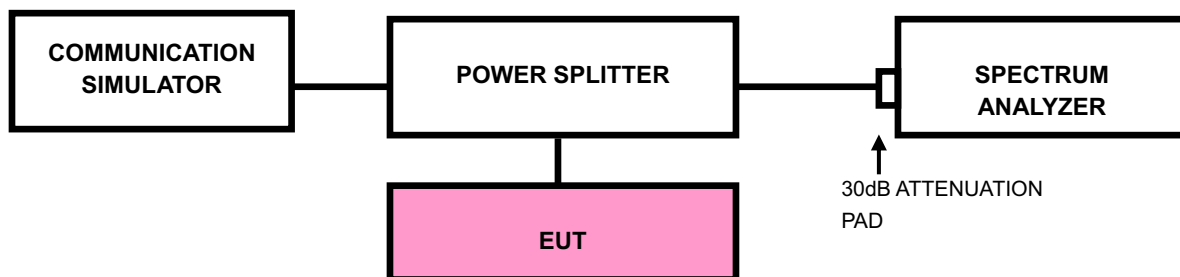 COMMUNICATION
SIMULATOR
POWER SPLITTER
SPECTRUM
ANALYZER
30dB ATTENUATION
PAD
EUT